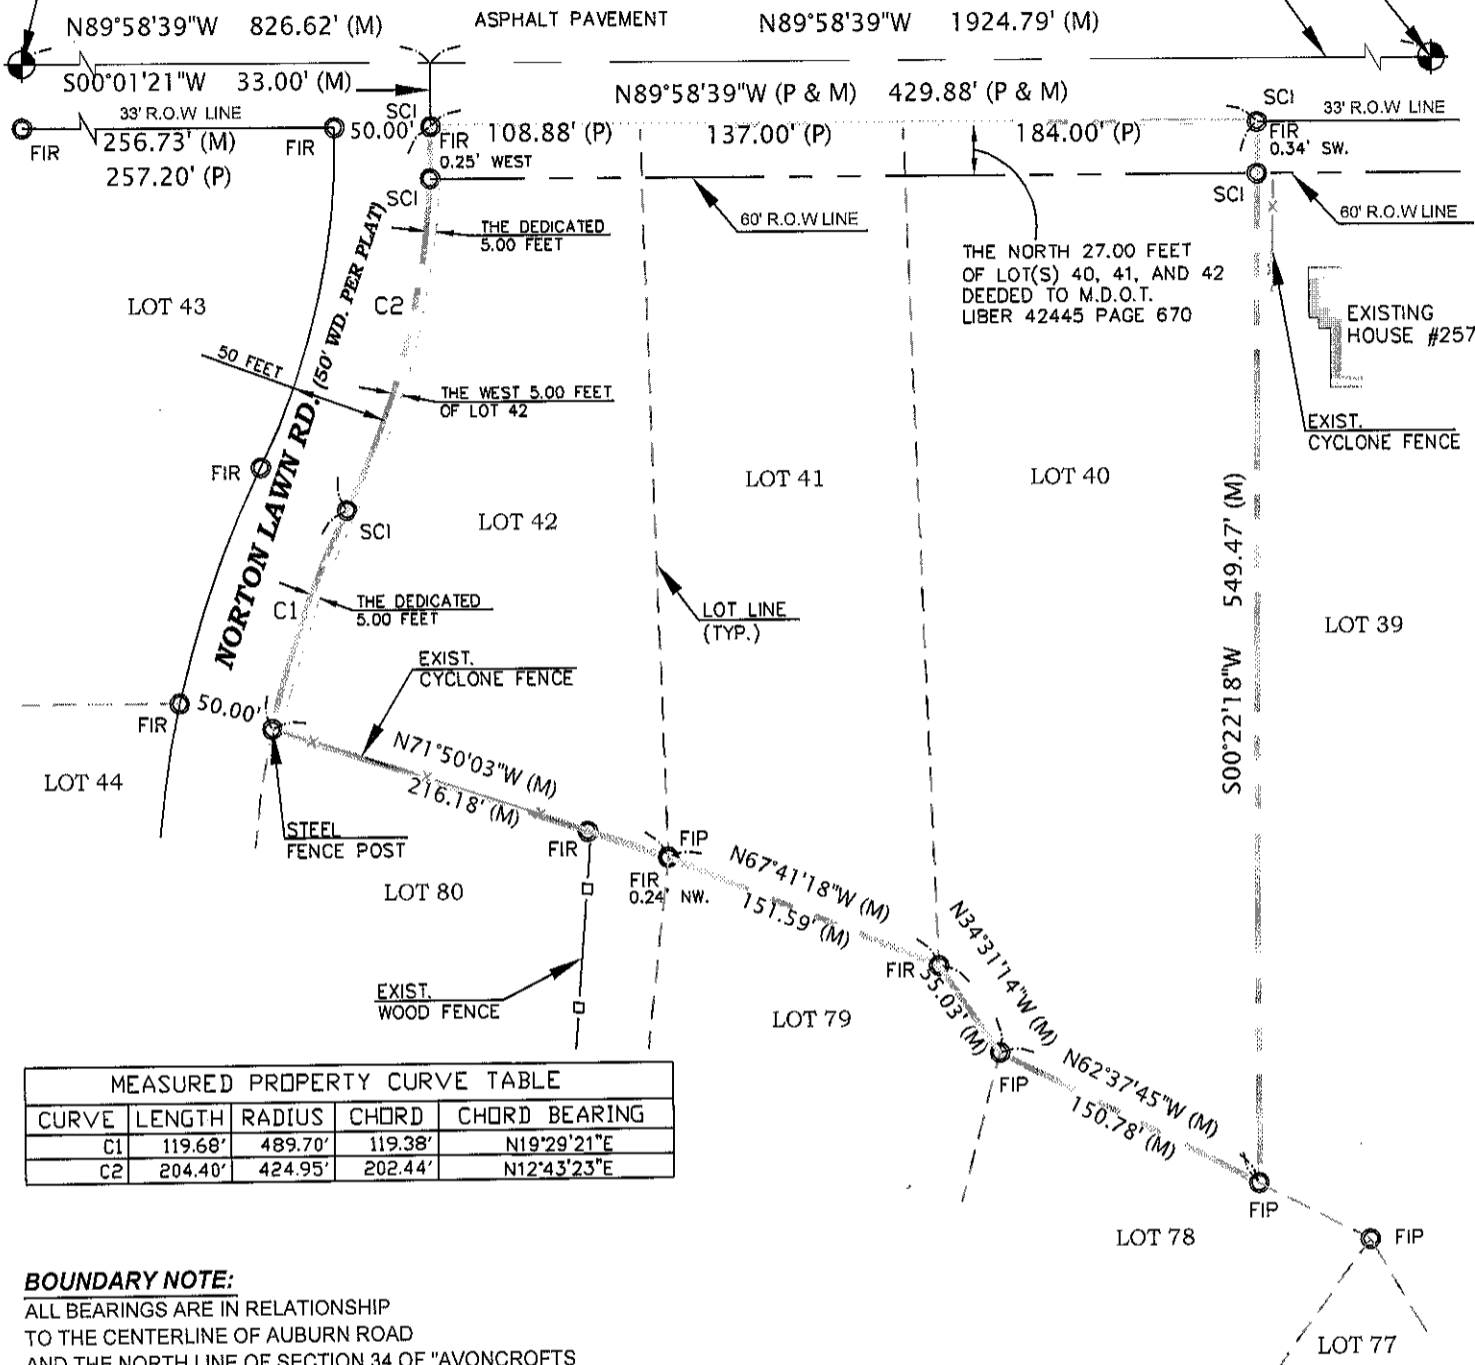 N89°58'39"W 826.62' (M)
ASPHALT PAVEMENT
N89°58'39"W 1924.79' (M)
S00°01'21"W 33.00' (M)
N89°58'39"W (P & M) 429.88' (P & M)
33' R.O.W LINE
SCI
SCI
33' R.O.W LINE
FIR
256.73' (M)
FIR
50.00'
FIR
0.25' WEST
108.88' (P)
137.00' (P)
184.00' (P)
FIR
0.34' SW.
257.20' (P)
SCI
SCI
60' R.O.W LINE
60' R.O.W LINE
THE DEDICATED
5.00 FEET
THE NORTH 27.00 FEET
OF LOT(S) 40, 41, AND 42
DEEDED TO M.D.O.T.
LIBER 42445 PAGE 670
LOT 43
C2
EXISTING
HOUSE #257
50 FEET
THE WEST 5.00 FEET
OF LOT 42
NORTON LAWN RD. (50' WD. PER PLAT)
EXIST.
CYCLONE FENCE
FIR
SCI
LOT 42
LOT 41
LOT 40
S00°22'18"W 549.47' (M)
LOT 39
C1
THE DEDICATED
5.00 FEET
LOT LINE
(TYP.)
EXIST.
CYCLONE FENCE
FIR
50.00'
N71°50'03"W (M)
216.18' (M)
LOT 44
STEEL
FENCE POST
FIR
FIP
FIR
0.24' NW.
N67°41'18"W (M)
151.59' (M)
LOT 80
FIR
N34°31'14"W (M)
55.03' (M)
EXIST.
WOOD FENCE
LOT 79
FIP
N62°37'45"W (M)
150.78' (M)
FIP
FIP
LOT 78
LOT 77
MEASURED PROPERTY CURVE TABLE
CURVE LENGTH RADIUS CHORD CHORD BEARING
C1 119.68' 489.70' 119.38' N19°29'21"E
C2 204.40' 424.95' 202.44' N12°43'23"E
BOUNDARY NOTE:
ALL BEARINGS ARE IN RELATIONSHIP
TO THE CENTERLINE OF AUBURN ROAD
AND THE NORTH LINE OF SECTION 34 OF "AVONCROFTS